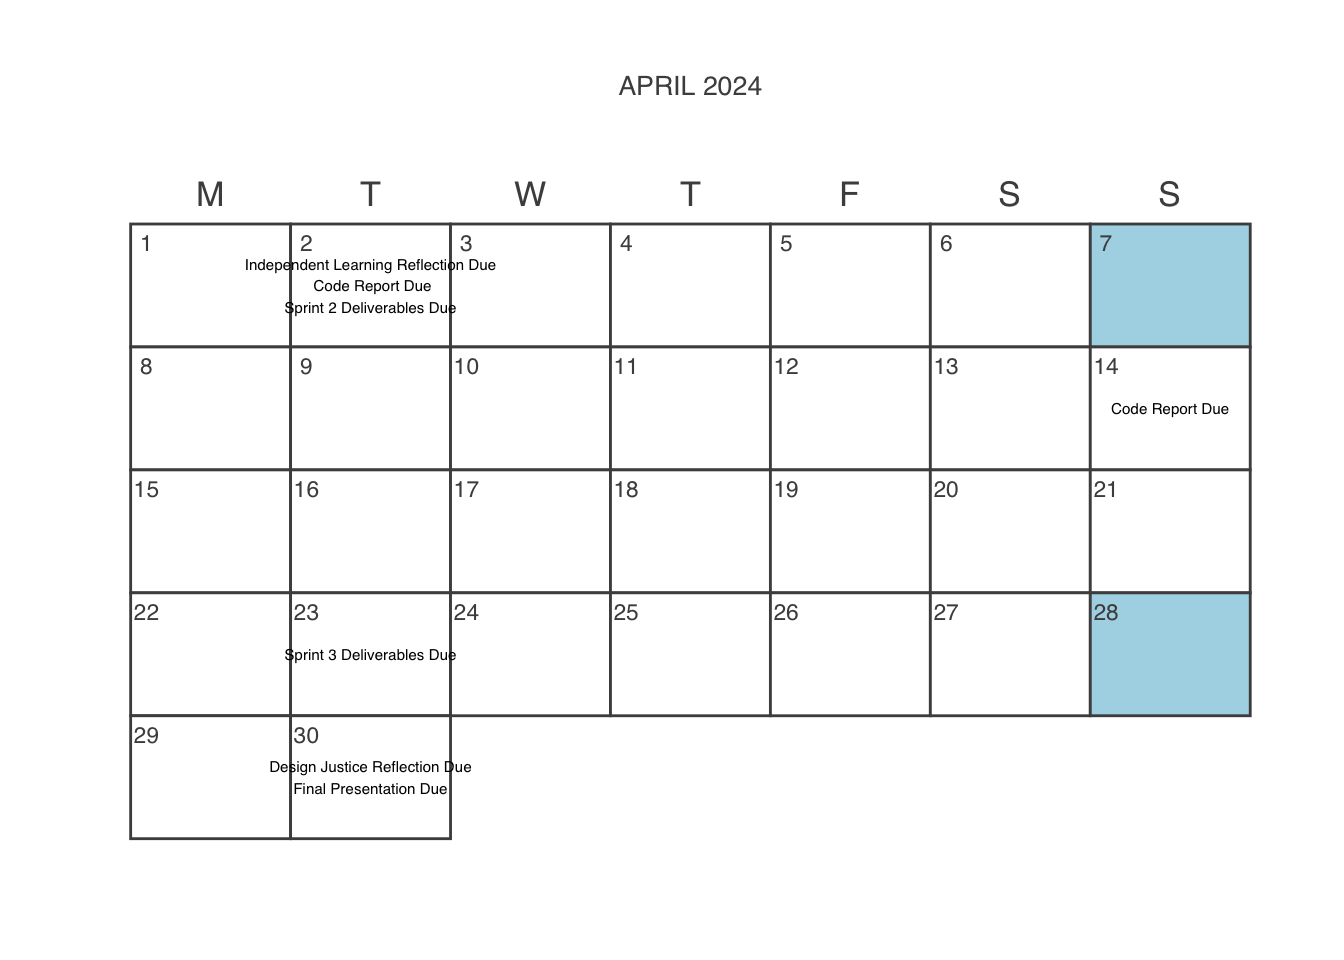 APRIL 2024
M T W T F S S
1 2 3 4 5 6 7
Independent Learning Reflection Due
Code Report Due
Sprint 2 Deliverables Due
8 9 10 11 12 13 14
Code Report Due
15 16 17 18 19 20 21
22 23 24 25 26 27 28
Sprint 3 Deliverables Due
29 30
Design Justice Reflection Due
Final Presentation Due